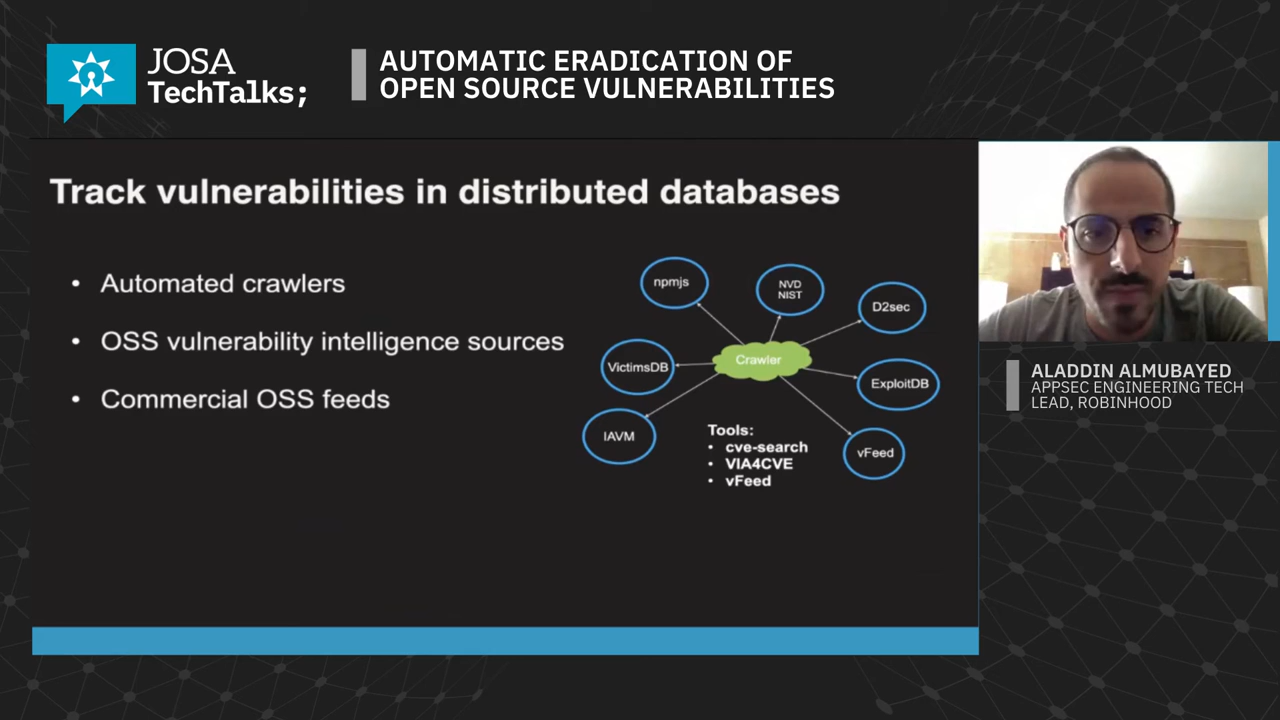 JOSA
TechTalks;
AUTOMATIC ERADICATION OF
OPEN SOURCE VULNERABILITIES
Track vulnerabilities in distributed databases
• Automated crawlers
• OSS vulnerability intelligence sources
• Commercial OSS feeds
npmjs
NVD
NIST
D2sec
VictimsDB
Crawler
ExploitDB
IAVM
vFeed
Tools:
• cve-search
• VIA4CVE
• vFeed
ALADDIN ALMUBAYED
APPSEC ENGINEERING TECH
LEAD, ROBINHOOD